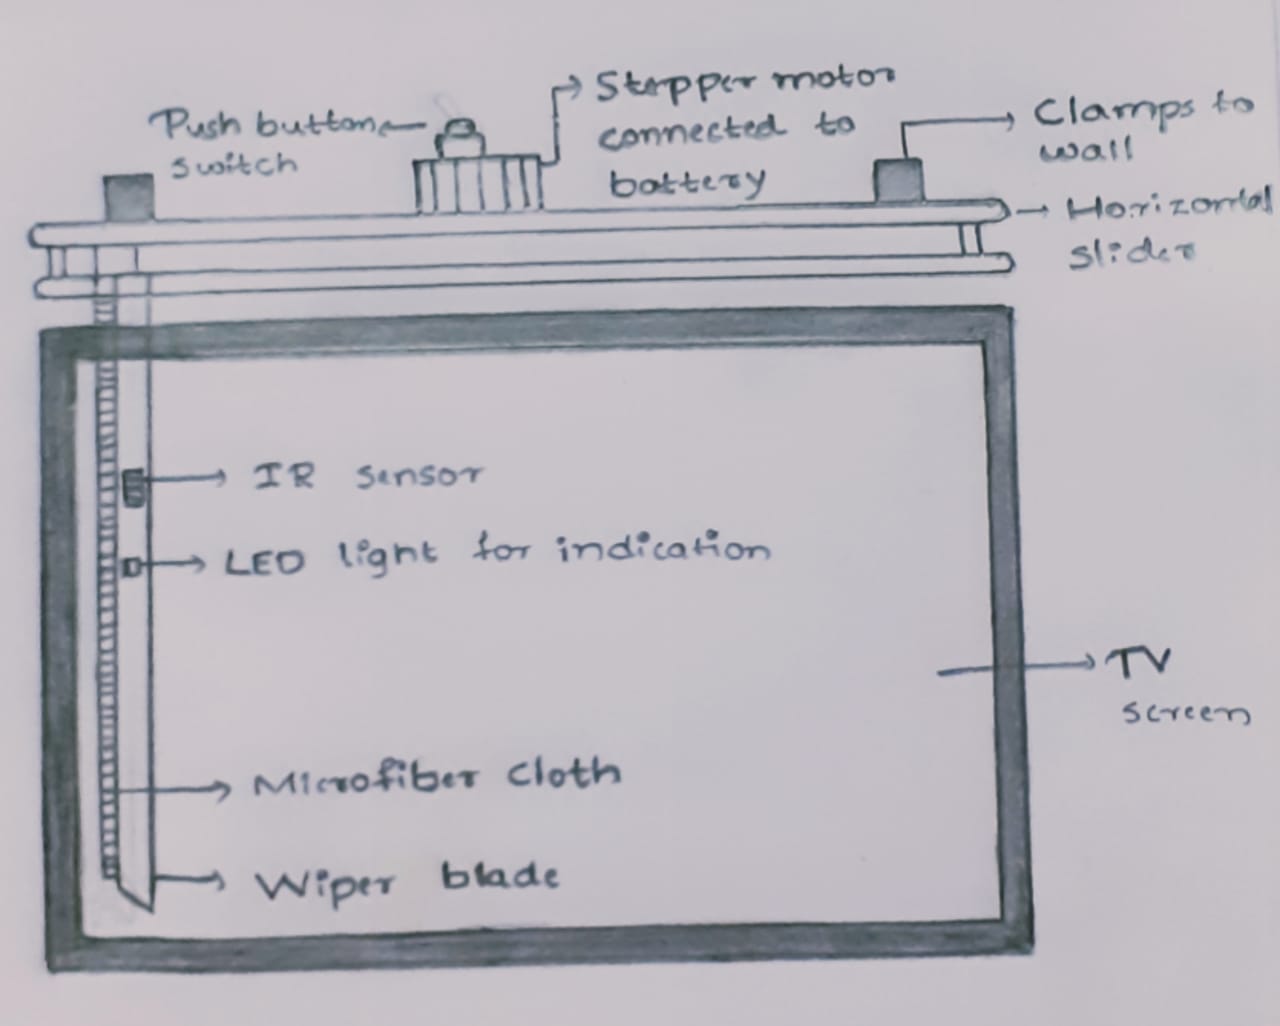 Stepper motor
connected to
battery
Push button
switch
Clamps to
wall
Horizontal
slider
IR sensor
LED light for indication
TV
screen
Microfiber cloth
Wiper blade